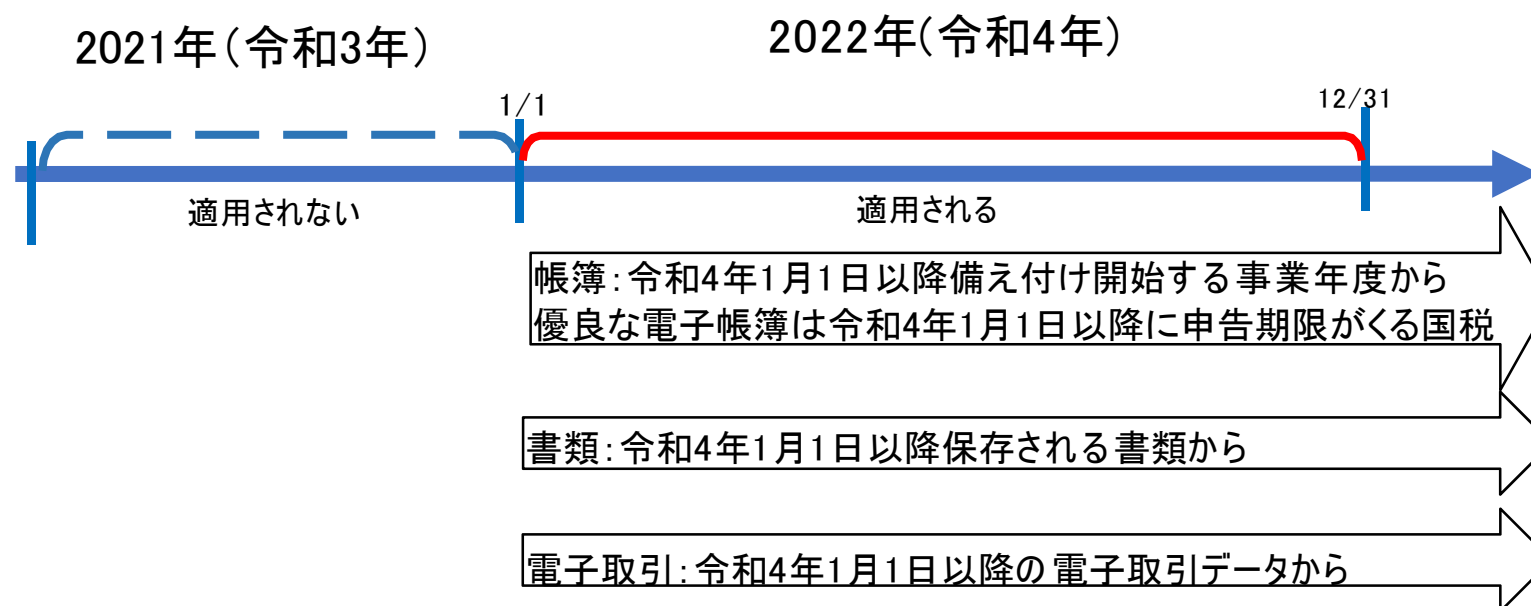 2021年(令和3年)
2022年(令和4年)
1/1
12/31
適用されない
適用される
帳簿:令和4年1月1日以降備え付け開始する事業年度から
優良な電子帳簿は令和4年1月1日以降に申告期限がくる国税
書類:令和4年1月1日以降保存される書類から
電子取引:令和4年1月1日以降の電子取引データから